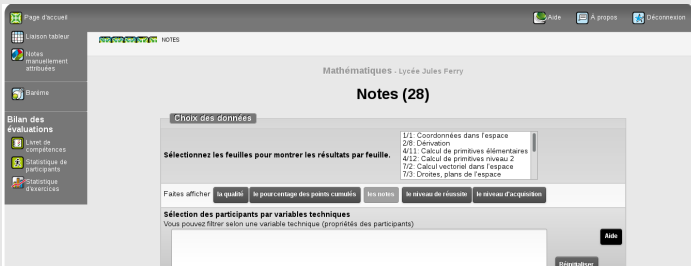 Page d'accueil
Aide
À propos
Déconnexion
Liaison tableur
NOTES
Notes
manuellement
attribuées
Mathématiques - Lycée Jules Ferry
Barème
Notes (28)
Bilan des
évaluations
Choix des données
Livret de
compétences
Statistique de
participants
Statistique
d'exercices
Sélectionnez les feuilles pour montrer les résultats par feuille.
1/1: Coordonnées dans l'espace
2/8: Dérivation
4/11: Calcul de primitives élémentaires
4/12: Calcul de primitives niveau 2
7/2: Calcul vectoriel dans l'espace
7/3: Droites, plans de l'espace
Faites afficher la qualité le pourcentage des points cumulés les notes le niveau de réussite le niveau d'acquisition
Sélection des participants par variables techniques
Vous pouvez filtrer selon une variable technique (propriétés des participants)
Aide
Réinitialiser